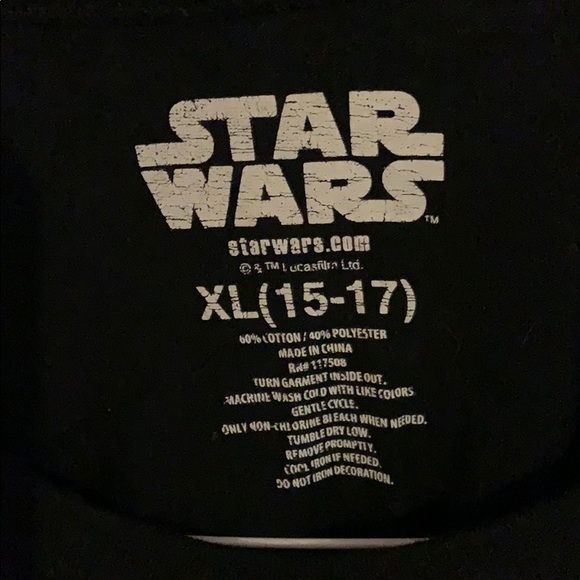 STAR
WARS
TM
starwars.com
© & TM Lucasfilm Ltd.
XL(15-17)
60% COTTON / 40% POLYESTER
MADE IN CHINA
RN# 117508
TURN GARMENT INSIDE OUT.
MACHINE WASH COLD WITH LIKE COLORS
GENTLE CYCLE.
ONLY NON-CHLORINE BLEACH WHEN NEEDED.
TUMBLE DRY LOW.
REMOVE PROMPTLY.
COOL IRON IF NEEDED.
DO NOT IRON DECORATION.